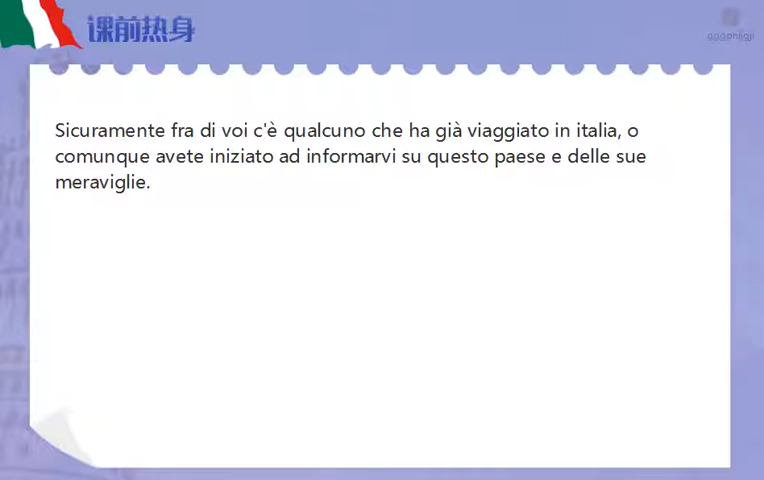 课前热身
Sicuramente fra di voi c'è qualcuno che ha già viaggiato in italia, o
comunque avete iniziato ad informarvi su questo paese e delle sue
meraviglie.